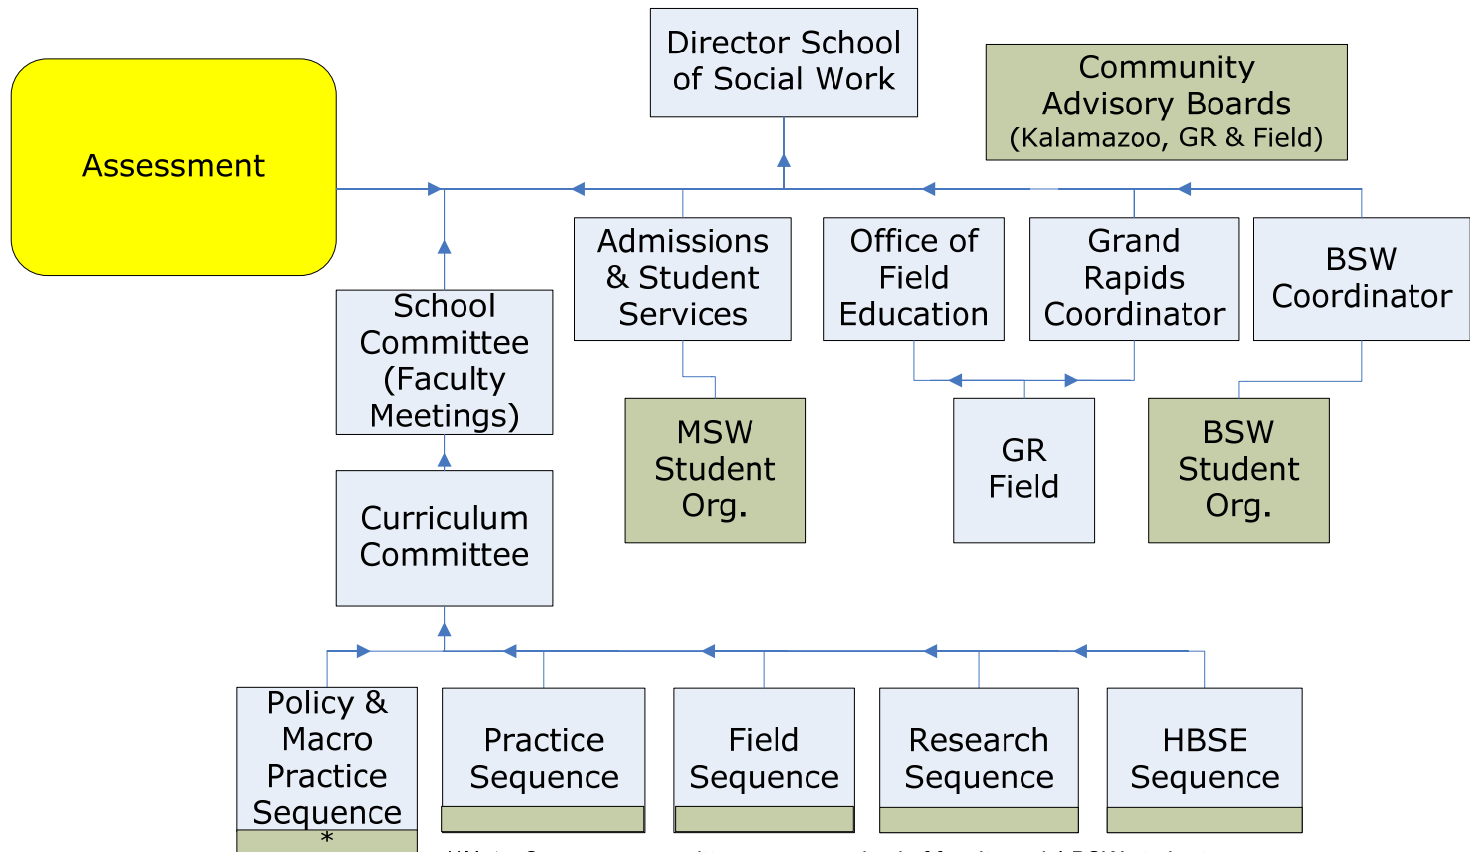 Director School
of Social Work
Community
Advisory Boards
(Kalamazoo, GR & Field)
Assessment
Admissions
& Student
Services
Office of
Field
Education
Grand
Rapids
Coordinator
BSW
Coordinator
School
Committee
(Faculty
Meetings)
MSW
Student
Org.
GR
Field
BSW
Student
Org.
Curriculum
Committee
Policy &
Macro
Practice
Sequence
*
Practice
Sequence
Field
Sequence
Research
Sequence
HBSE
Sequence